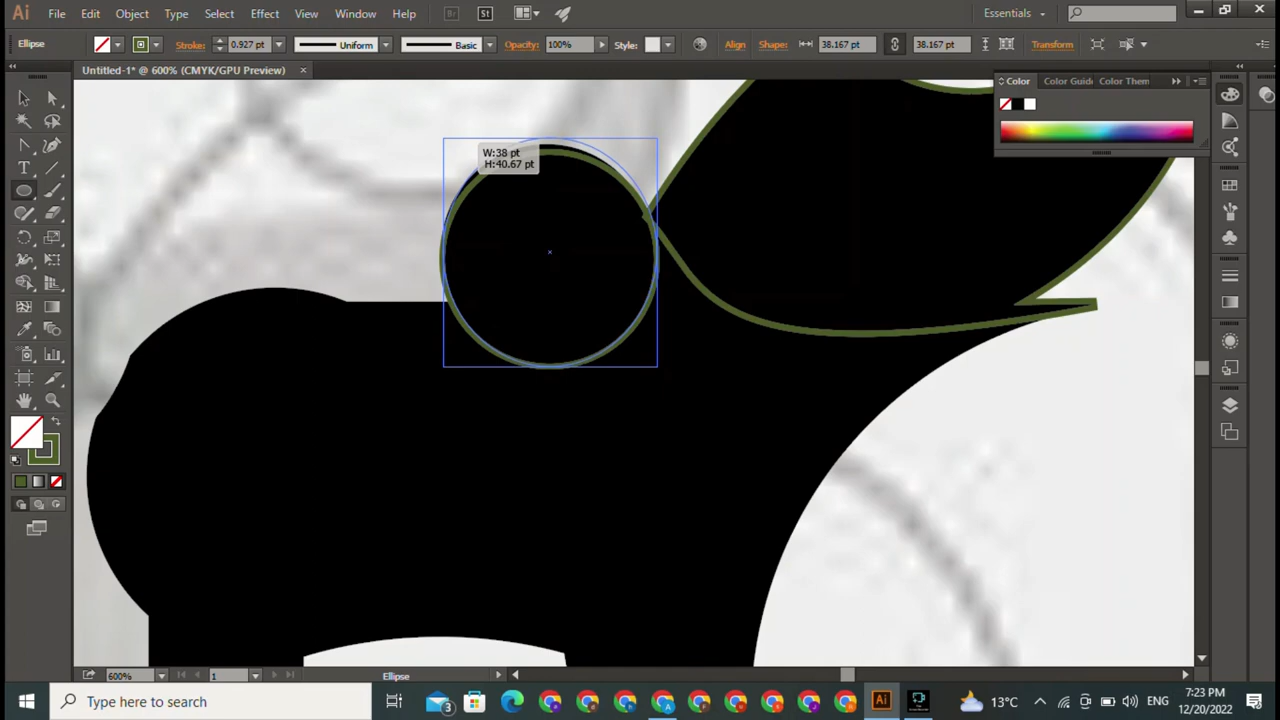 Ai File Edit Object Type Select Effect View Window Help Br St Essentials
Ellipse Stroke: 0.927 pt Uniform Basic Opacity: 100% Style: Align Shape: 38.167 pt 38.167 pt Transform
Untitled-1* @ 600% (CMYK/GPU Preview) ×
Color Color Guide Color Them
W:38 pt
H:40.67 pt
600% 1 Ellipse
Type here to search 3 Ai 13°C ENG 7:23 PM
12/20/2022